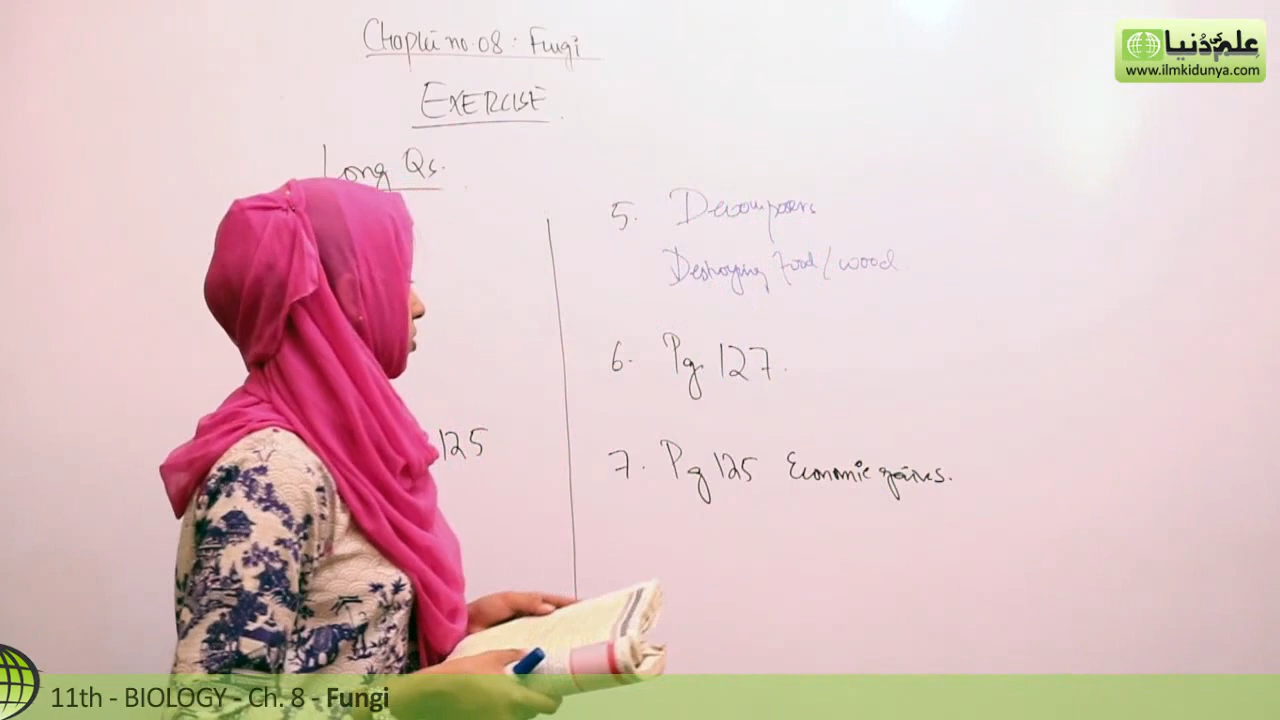 Chapter no. 08 : Fungi
EXERCISE
Long Qs.
125
5. Decomposers
Destroying food / wood
6. Pg. 127.
7. Pg 125 Economic gains.
علم کی دُنیا
www.ilmkidunya.com
11th - BIOLOGY - Ch. 8 - Fungi